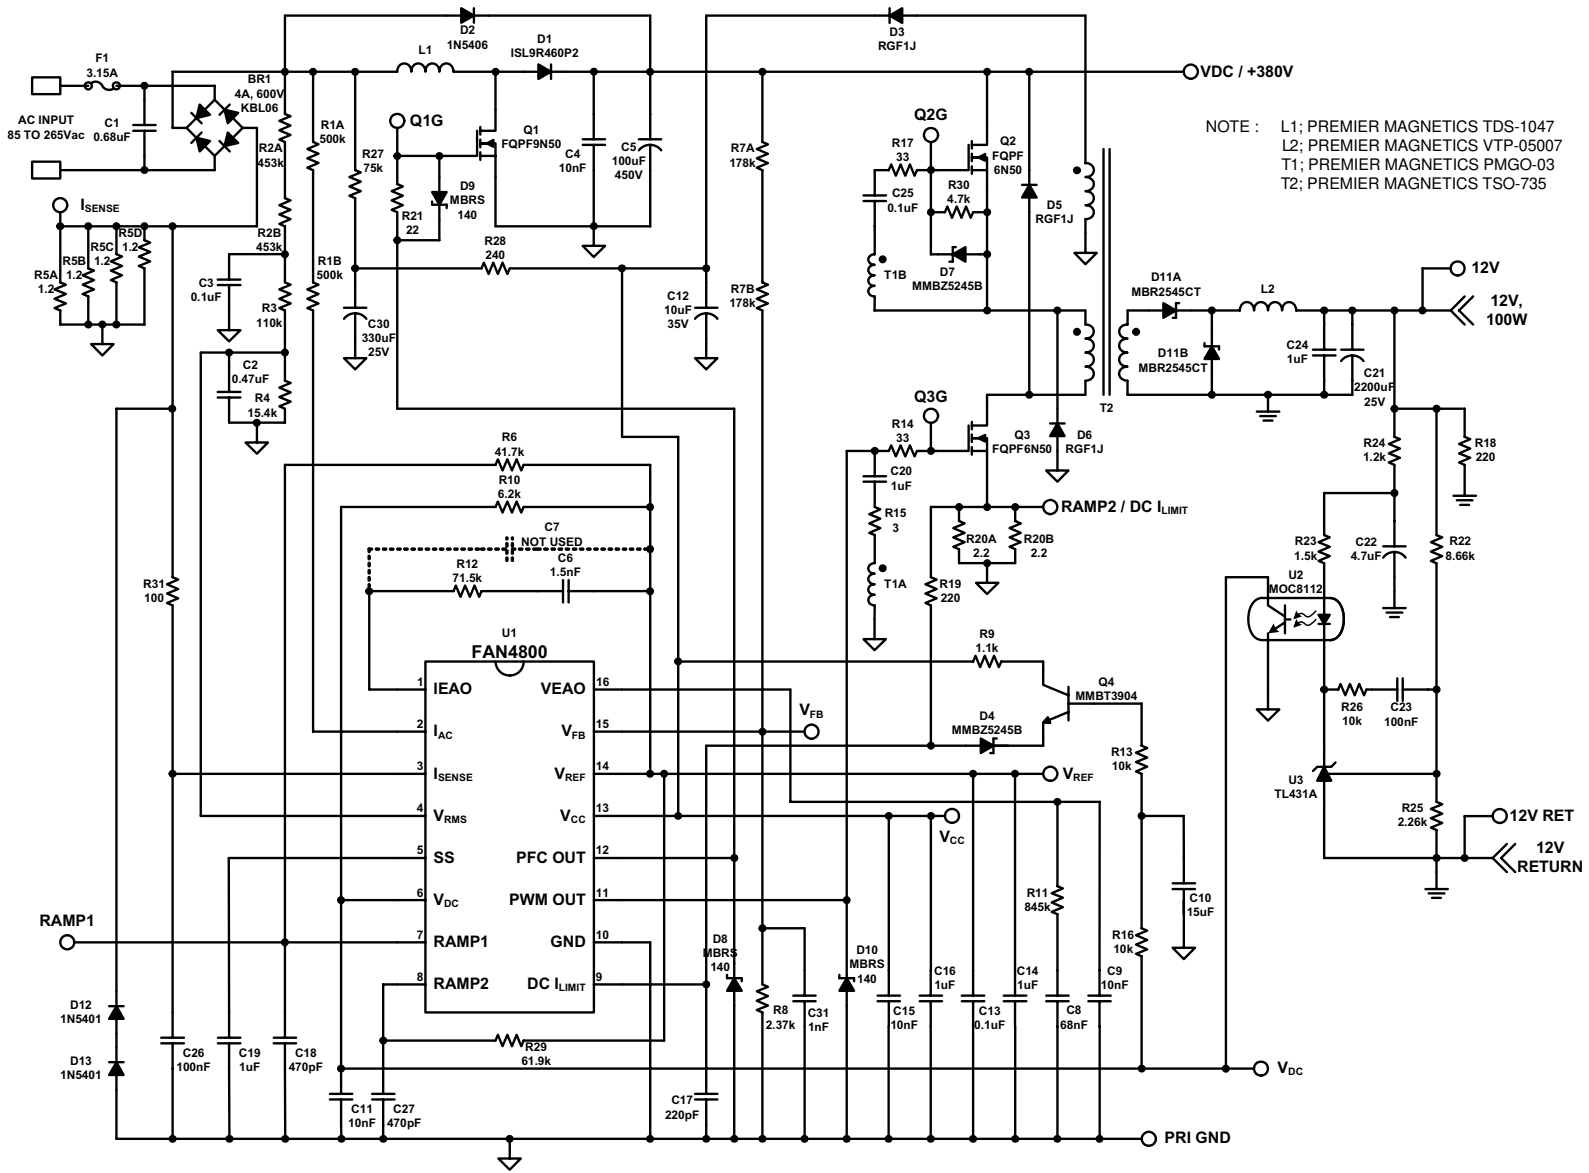 D2
1N5406
D1
ISL9R460P2
D3
RGF1J
F1
3.15A
L1
BR1
4A, 600V
KBL06
VDC / +380V
AC INPUT
85 TO 265Vac
C1
0.68uF
R1A
500k
Q1G
Q1
FQPF9N50
C4
10nF
C5
100uF
450V
R7A
178k
Q2G
R17
33
Q2
FQPF
6N50
NOTE : L1; PREMIER MAGNETICS TDS-1047
L2; PREMIER MAGNETICS VTP-05007
T1; PREMIER MAGNETICS PMGO-03
T2; PREMIER MAGNETICS TSO-735
R2A
453k
R27
75k
D9
MBRS
140
R21
22
C25
0.1uF
R30
4.7k
D5
RGF1J
ISENSE
R5D
1.2
R5C
1.2
R5B
1.2
R5A
1.2
R2B
453k
R1B
500k
R28
240
T1B
D7
MMBZ5245B
C3
0.1uF
R3
110k
C30
330uF
25V
C12
10uF
35V
R7B
178k
D11A
MBR2545CT
L2
12V
12V,
100W
D11B
MBR2545CT
C24
1uF
C21
2200uF
25V
C2
0.47uF
R4
15.4k
Q3G
T2
R14
33
Q3
FQPF6N50
D6
RGF1J
R24
1.2k
R18
220
R6
41.7k
R10
6.2k
C20
1uF
R15
3
RAMP2 / DC ILIMIT
R20A
2.2
R20B
2.2
C7
NOT USED
C6
1.5nF
R12
71.5k
R31
100
T1A
R19
220
R23
1.5k
C22
4.7uF
R22
8.66k
U2
MOC8112
U1
FAN4800
R9
1.1k
Q4
MMBT3904
1 IEAO VEAO 16
2 IAC VFB 15
3 ISENSE VREF 14
4 VRMS VCC 13
5 SS PFC OUT 12
6 VDC PWM OUT 11
7 RAMP1 GND 10
8 RAMP2 DC ILIMIT 9
VFB
D4
MMBZ5245B
R13
10k
R26
10k
C23
100nF
VREF
U3
TL431A
VCC
R25
2.26k
12V RET
12V
RETURN
R11
845k
C10
15uF
RAMP1
R16
10k
D8
MBRS
140
D10
MBRS
140
C16
1uF
C14
1uF
C9
10nF
D12
1N5401
R8
2.37k
C31
1nF
C15
10nF
C13
0.1uF
C8
68nF
D13
1N5401
C26
100nF
C19
1uF
C18
470pF
R29
61.9k
VDC
C11
10nF
C27
470pF
C17
220pF
PRI GND